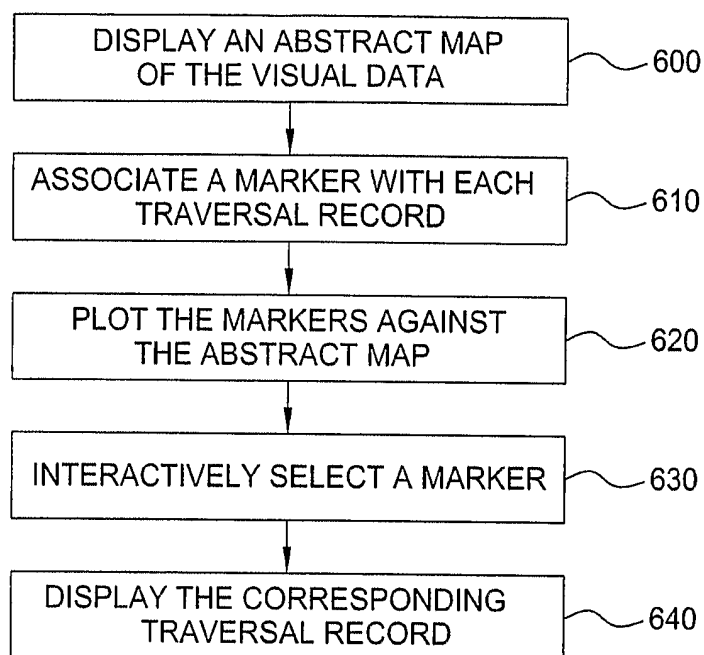 DISPLAY AN ABSTRACT MAP
OF THE VISUAL DATA
600
ASSOCIATE A MARKER WITH EACH
TRAVERSAL RECORD
610
PLOT THE MARKERS AGAINST
THE ABSTRACT MAP
620
INTERACTIVELY SELECT A MARKER
630
DISPLAY THE CORRESPONDING
TRAVERSAL RECORD
640